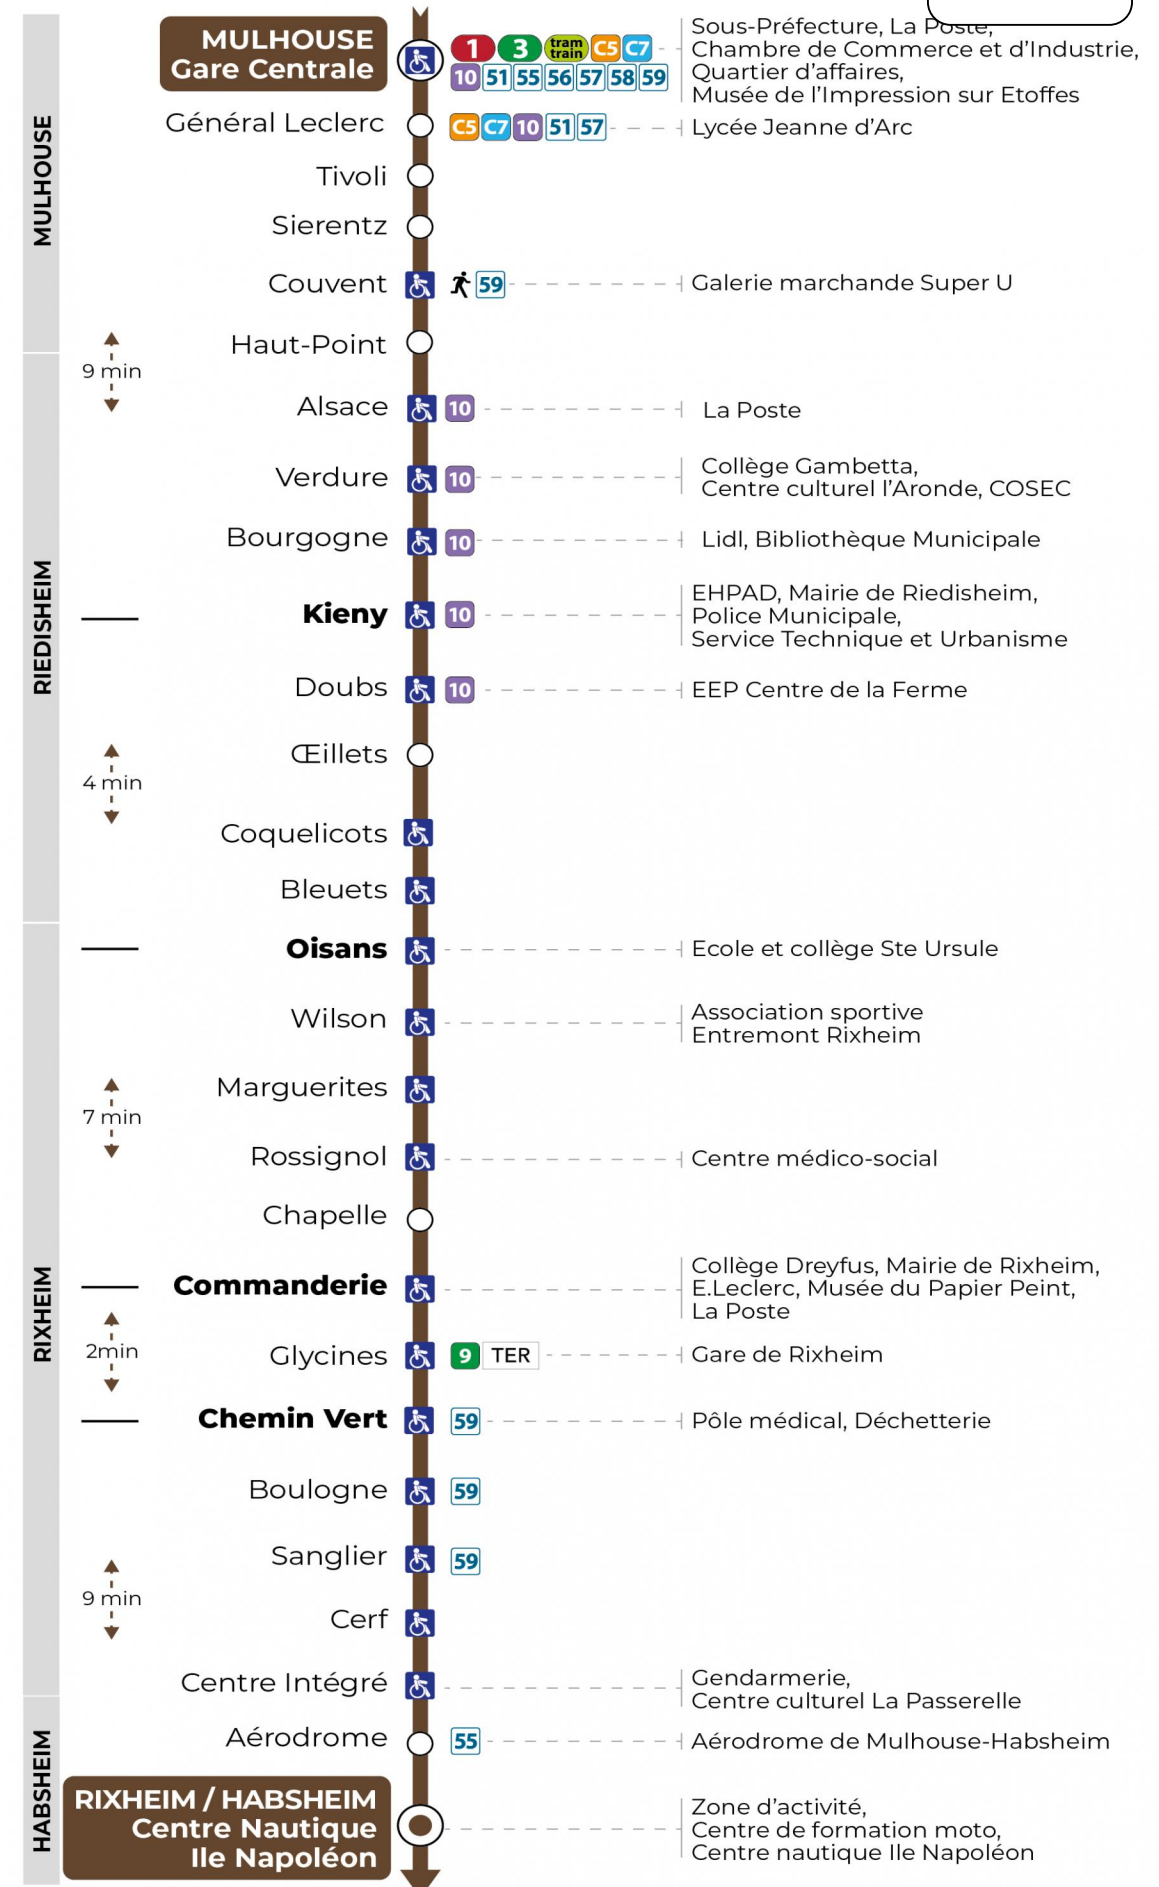 MULHOUSE
Gare Centrale
1 3 tram train C5 C7
10 51 55 56 57 58 59
Sous-Préfecture, La Poste,
Chambre de Commerce et d'Industrie,
Quartier d'affaires,
Musée de l'Impression sur Etoffes
Général Leclerc C5 C7 10 51 57 Lycée Jeanne d'Arc
MULHOUSE
Tivoli
Sierentz
Couvent 59 Galerie marchande Super U
Haut-Point
9 min
Alsace 10 La Poste
Verdure 10
Collège Gambetta,
Centre culturel l'Aronde, COSEC
Bourgogne 10 Lidl, Bibliothèque Municipale
RIEDISHEIM
Kieny 10
EHPAD, Mairie de Riedisheim,
Police Municipale,
Service Technique et Urbanisme
Doubs 10 EEP Centre de la Ferme
Œillets
4 min
Coquelicots
Bleuets
Oisans Ecole et collège Ste Ursule
Wilson
Association sportive
Entremont Rixheim
Marguerites
7 min
Rossignol Centre médico-social
Chapelle
RIXHEIM
Commanderie
Collège Dreyfus, Mairie de Rixheim,
E.Leclerc, Musée du Papier Peint,
La Poste
2min
Glycines 9 TER Gare de Rixheim
Chemin Vert 59 Pôle médical, Déchetterie
Boulogne 59
Sanglier 59
9 min
Cerf
Centre Intégré
Gendarmerie,
Centre culturel La Passerelle
HABSHEIM
Aérodrome 55 Aérodrome de Mulhouse-Habsheim
RIXHEIM / HABSHEIM
Centre Nautique
Ile Napoléon
Zone d'activité,
Centre de formation moto,
Centre nautique Ile Napoléon